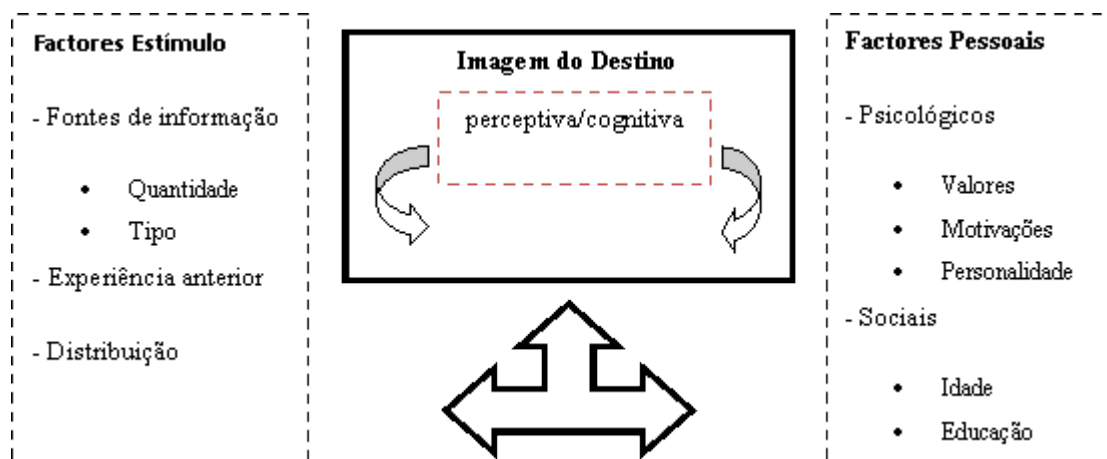 Factores Estímulo
- Fontes de informação
• Quantidade
• Tipo
- Experiência anterior
- Distribuição
Imagem do Destino
perceptiva/cognitiva
Factores Pessoais
- Psicológicos
• Valores
• Motivações
• Personalidade
- Sociais
• Idade
• Educação